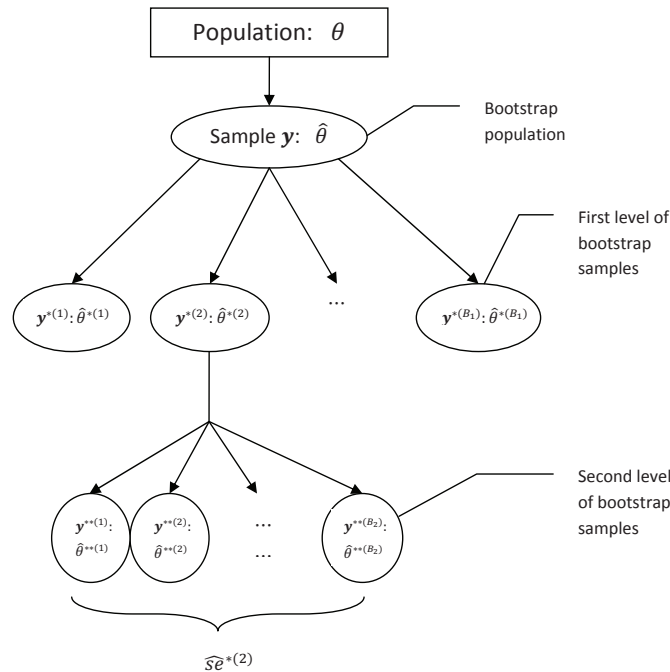 Population: θ
Sample y: θ̂
Bootstrap
population
First level of
bootstrap
samples
y*(1): θ̂*(1)
y*(2): θ̂*(2)
...
y*(B₁): θ̂*(B₁)
Second level
of bootstrap
samples
y**(1):
θ̂**(1)
y**(2):
θ̂**(2)
...
...
y**(B₂):
θ̂**(B₂)
ŝe*(2)